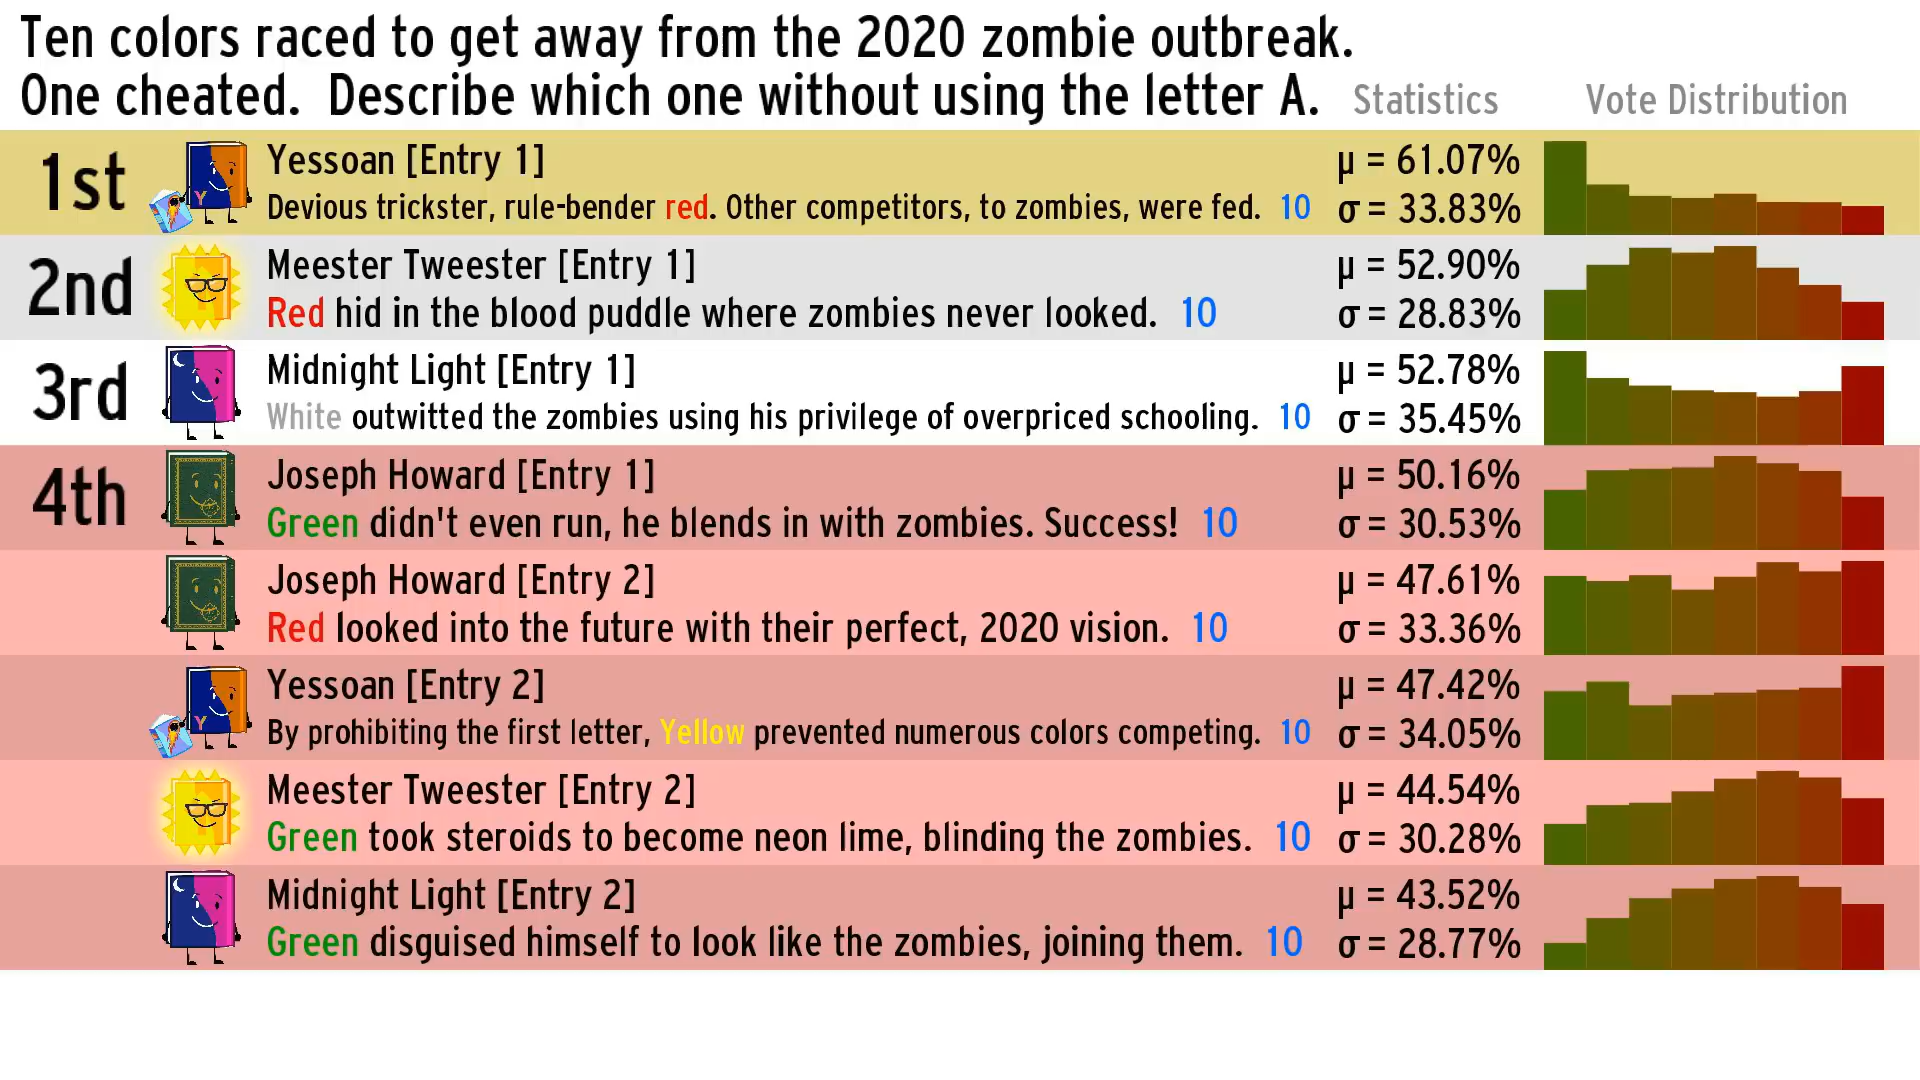 Ten colors raced to get away from the 2020 zombie outbreak.
One cheated. Describe which one without using the letter A.
Statistics
Vote Distribution
1st
Yessoan [Entry 1]
Devious trickster, rule-bender red. Other competitors, to zombies, were fed. 10
μ = 61.07%
σ = 33.83%
2nd
Meester Tweester [Entry 1]
Red hid in the blood puddle where zombies never looked. 10
μ = 52.90%
σ = 28.83%
3rd
Midnight Light [Entry 1]
White outwitted the zombies using his privilege of overpriced schooling. 10
μ = 52.78%
σ = 35.45%
4th
Joseph Howard [Entry 1]
Green didn't even run, he blends in with zombies. Success! 10
μ = 50.16%
σ = 30.53%
Joseph Howard [Entry 2]
Red looked into the future with their perfect, 2020 vision. 10
μ = 47.61%
σ = 33.36%
Y
Yessoan [Entry 2]
By prohibiting the first letter, Yellow prevented numerous colors competing. 10
μ = 47.42%
σ = 34.05%
Meester Tweester [Entry 2]
Green took steroids to become neon lime, blinding the zombies. 10
μ = 44.54%
σ = 30.28%
Midnight Light [Entry 2]
Green disguised himself to look like the zombies, joining them. 10
μ = 43.52%
σ = 28.77%